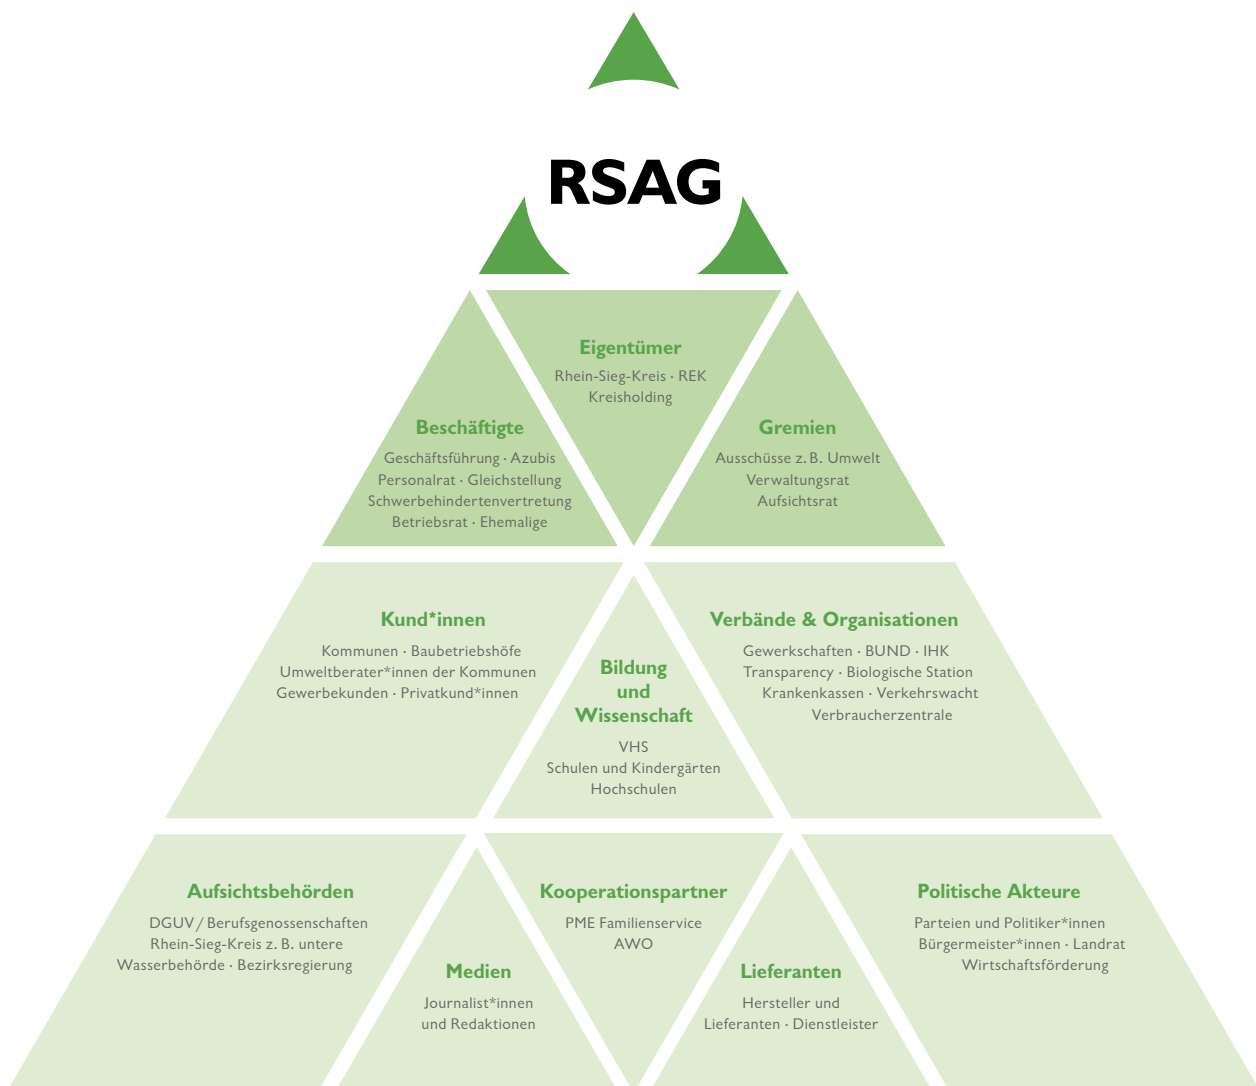 RSAG
Eigentümer
Rhein-Sieg-Kreis · REK
Kreisholding
Beschäftigte
Geschäftsführung · Azubis
Personalrat · Gleichstellung
Schwerbehindertenvertretung
Betriebsrat · Ehemalige
Gremien
Ausschüsse z. B. Umwelt
Verwaltungsrat
Aufsichtsrat
Kund*innen
Kommunen · Baubetriebshöfe
Umweltberater*innen der Kommunen
Gewerbekunden · Privatkund*innen
Bildung
und
Wissenschaft
VHS
Schulen und Kindergärten
Hochschulen
Verbände & Organisationen
Gewerkschaften · BUND · IHK
Transparency · Biologische Station
Krankenkassen · Verkehrswacht
Verbraucherzentrale
Aufsichtsbehörden
DGUV / Berufsgenossenschaften
Rhein-Sieg-Kreis z. B. untere
Wasserbehörde · Bezirksregierung
Medien
Journalist*innen
und Redaktionen
Kooperationspartner
PME Familienservice
AWO
Lieferanten
Hersteller und
Lieferanten · Dienstleister
Politische Akteure
Parteien und Politiker*innen
Bürgermeister*innen · Landrat
Wirtschaftsförderung